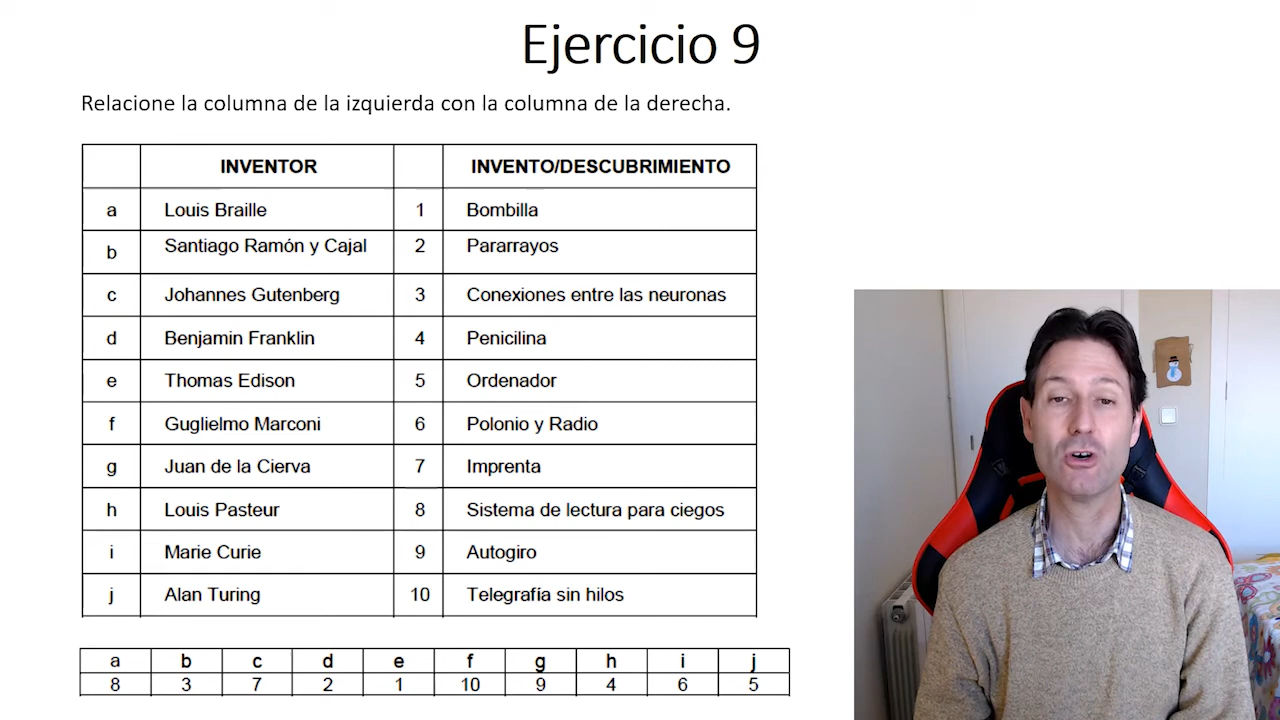 Ejercicio 9
Relacione la columna de la izquierda con la columna de la derecha.
INVENTOR INVENTO/DESCUBRIMIENTO
a Louis Braille 1 Bombilla
b Santiago Ramón y Cajal 2 Pararrayos
c Johannes Gutenberg 3 Conexiones entre las neuronas
d Benjamin Franklin 4 Penicilina
e Thomas Edison 5 Ordenador
f Guglielmo Marconi 6 Polonio y Radio
g Juan de la Cierva 7 Imprenta
h Louis Pasteur 8 Sistema de lectura para ciegos
i Marie Curie 9 Autogiro
j Alan Turing 10 Telegrafía sin hilos
a b c d e f g h i j
8 3 7 2 1 10 9 4 6 5